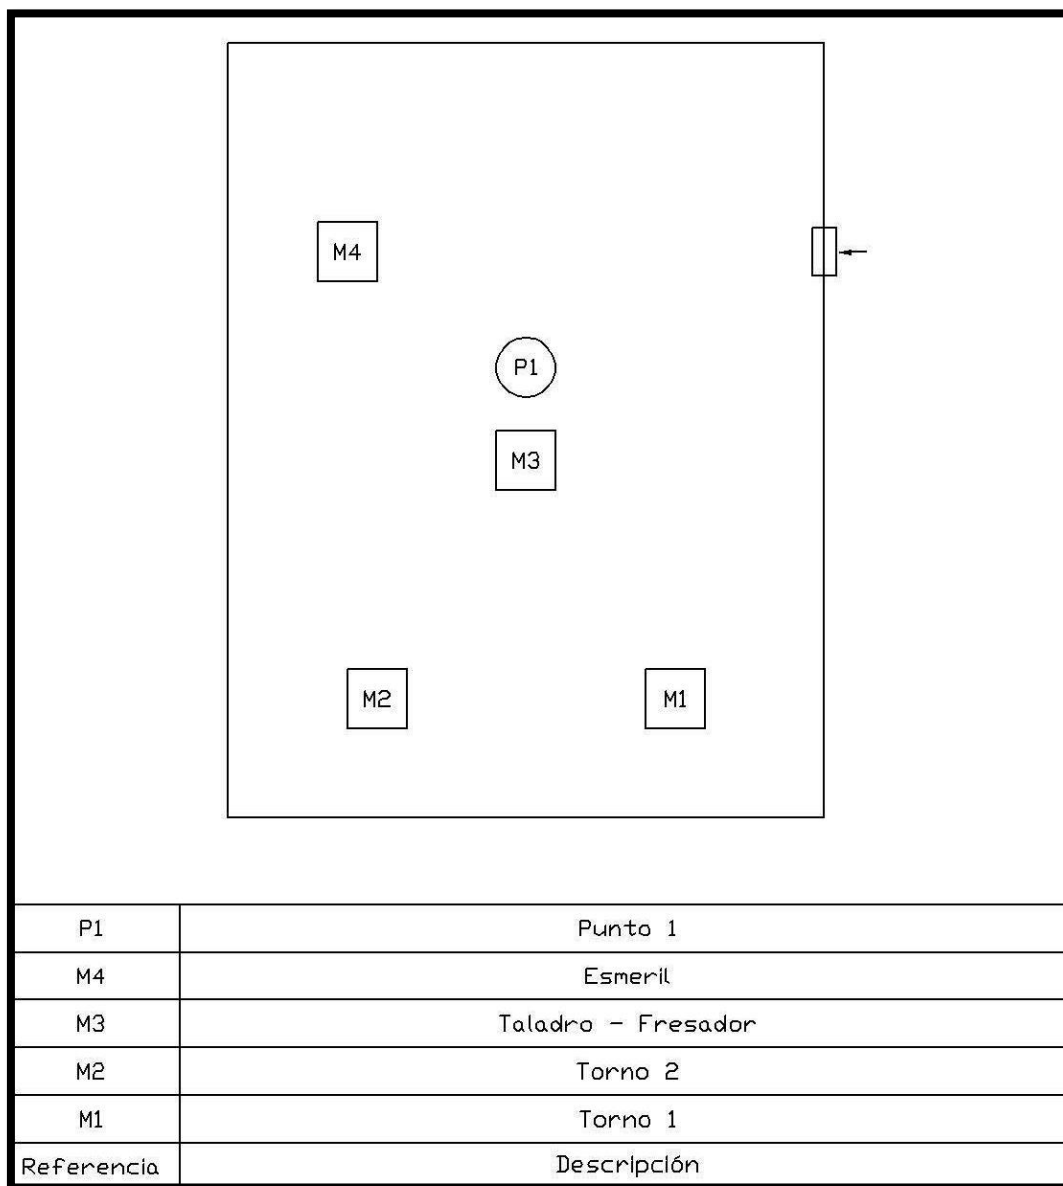 M4
P1
M3
M2 M1
P1 Punto 1
M4 Esmeril
M3 Taladro - Fresador
M2 Torno 2
M1 Torno 1
Referencia Descripción